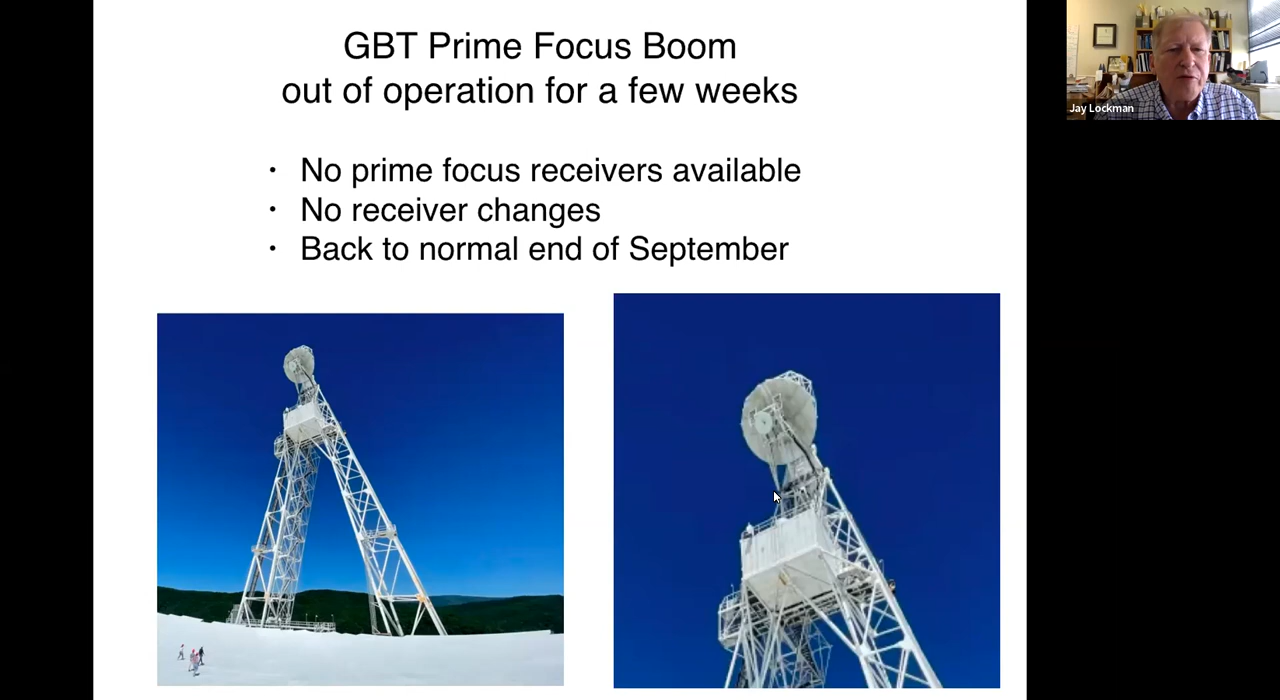 GBT Prime Focus Boom
out of operation for a few weeks
· No prime focus receivers available
· No receiver changes
· Back to normal end of September
Jay Lockman